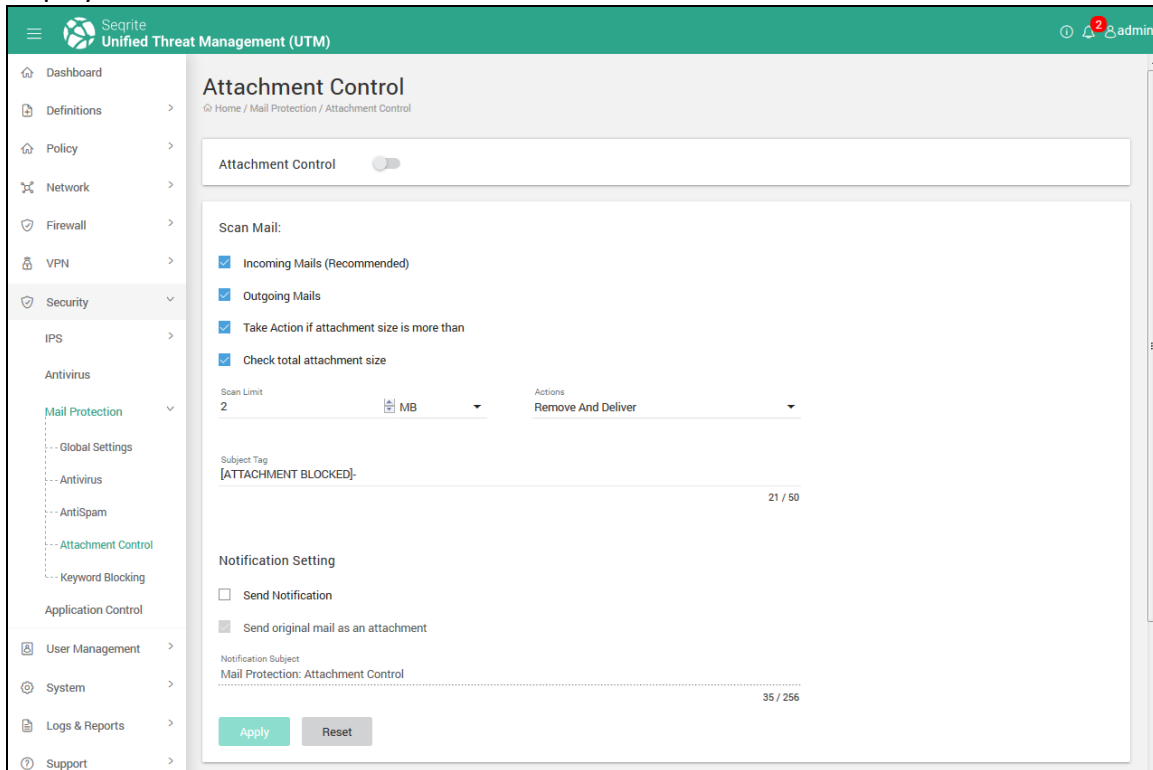 Seqrite
Unified Threat Management (UTM)
2
admin
Dashboard
Definitions
Policy
Network
Firewall
VPN
Security
IPS
Antivirus
Mail Protection
Global Settings
Antivirus
AntiSpam
Attachment Control
Keyword Blocking
Application Control
User Management
System
Logs & Reports
Support
Attachment Control
Home / Mail Protection / Attachment Control
Attachment Control
Scan Mail:
Incoming Mails (Recommended)
Outgoing Mails
Take Action if attachment size is more than
Check total attachment size
Scan Limit
2 MB
Actions
Remove And Deliver
Subject Tag
[ATTACHMENT BLOCKED]-
21 / 50
Notification Setting
Send Notification
Send original mail as an attachment
Notification Subject
Mail Protection: Attachment Control
35 / 256
Apply Reset